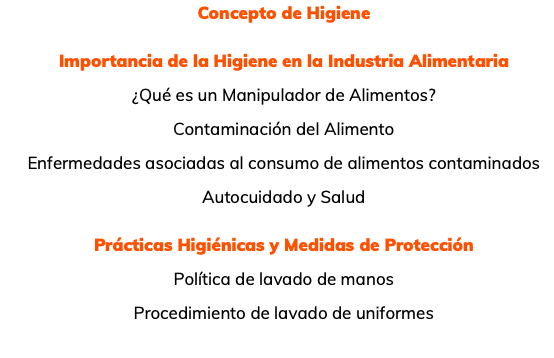 Concepto de Higiene
Importancia de la Higiene en la Industria Alimentaria
¿Qué es un Manipulador de Alimentos?
Contaminación del Alimento
Enfermedades asociadas al consumo de alimentos contaminados
Autocuidado y Salud
Prácticas Higiénicas y Medidas de Protección
Política de lavado de manos
Procedimiento de lavado de uniformes